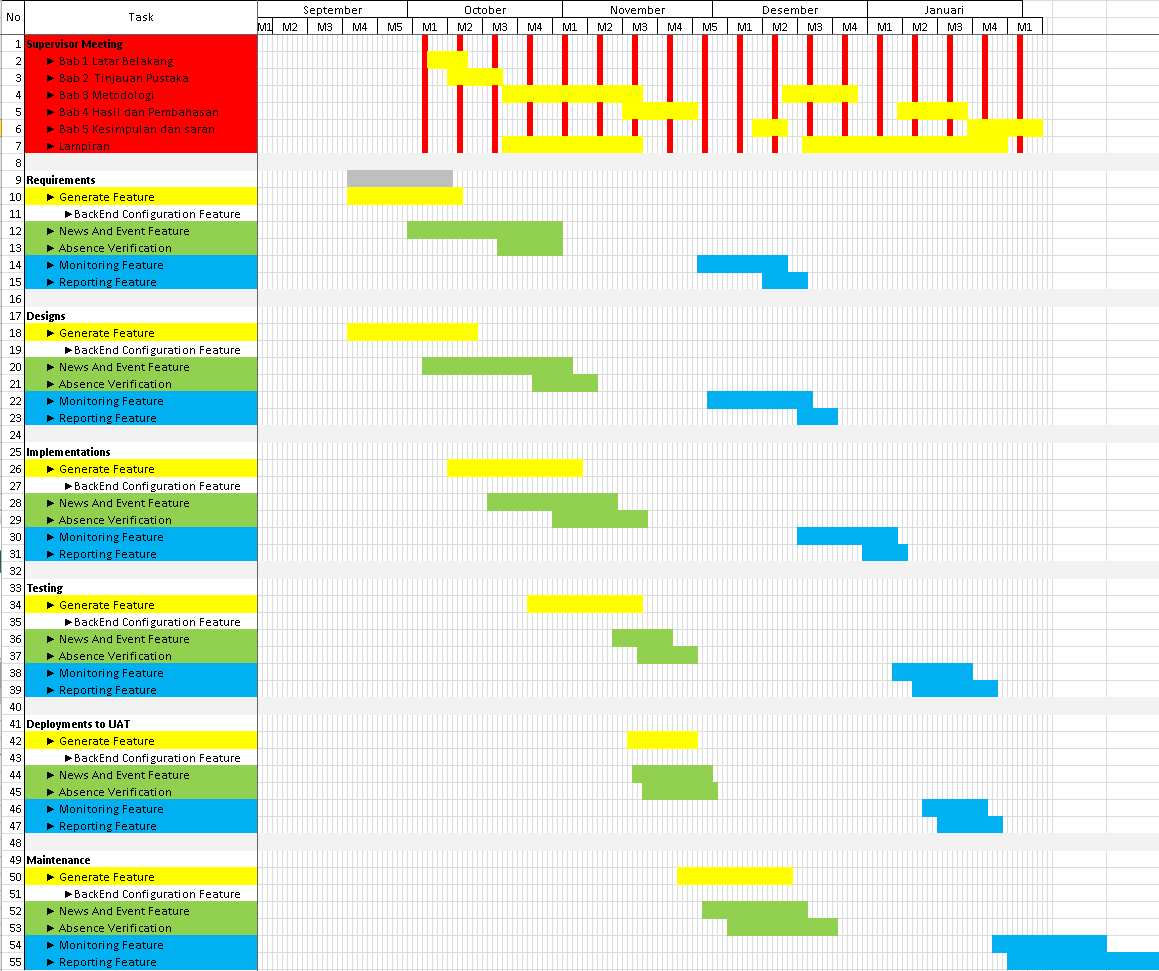 No Task September October November Desember Januari
M1 M2 M3 M4 M5 M1 M2 M3 M4 M1 M2 M3 M4 M5 M1 M2 M3 M4 M1 M2 M3 M4 M1
1 Supervisor Meeting
2 ► Bab 1 Latar Belakang
3 ► Bab 2 Tinjauan Pustaka
4 ► Bab 3 Metodologi
5 ► Bab 4 Hasil dan Pembahasan
6 ► Bab 5 Kesimpulan dan saran
7 ► Lampiran
8
9 Requirements
10 ► Generate Feature
11 ►BackEnd Configuration Feature
12 ► News And Event Feature
13 ► Absence Verification
14 ► Monitoring Feature
15 ► Reporting Feature
16
17 Designs
18 ► Generate Feature
19 ►BackEnd Configuration Feature
20 ► News And Event Feature
21 ► Absence Verification
22 ► Monitoring Feature
23 ► Reporting Feature
24
25 Implementations
26 ► Generate Feature
27 ►BackEnd Configuration Feature
28 ► News And Event Feature
29 ► Absence Verification
30 ► Monitoring Feature
31 ► Reporting Feature
32
33 Testing
34 ► Generate Feature
35 ►BackEnd Configuration Feature
36 ► News And Event Feature
37 ► Absence Verification
38 ► Monitoring Feature
39 ► Reporting Feature
40
41 Deployments to UAT
42 ► Generate Feature
43 ►BackEnd Configuration Feature
44 ► News And Event Feature
45 ► Absence Verification
46 ► Monitoring Feature
47 ► Reporting Feature
48
49 Maintenance
50 ► Generate Feature
51 ►BackEnd Configuration Feature
52 ► News And Event Feature
53 ► Absence Verification
54 ► Monitoring Feature
55 ► Reporting Feature